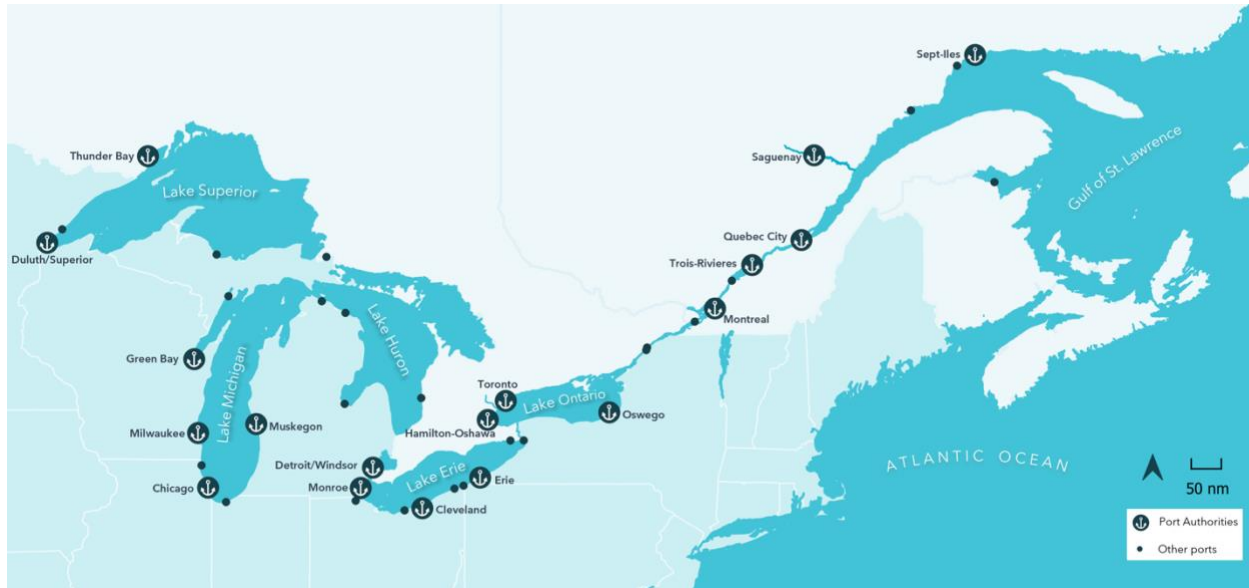 Sept-Iles
Thunder Bay
Saguenay
Lake Superior
Gulf of St. Lawrence
Quebec City
Duluth/Superior
Trois-Rivieres
Montreal
Green Bay
Lake Michigan
Lake Huron
Toronto
Lake Ontario
Oswego
Milwaukee
Muskegon
Hamilton-Oshawa
Detroit/Windsor
Lake Erie
Erie
Chicago
Monroe
Cleveland
ATLANTIC OCEAN
50 nm
Port Authorities
Other ports